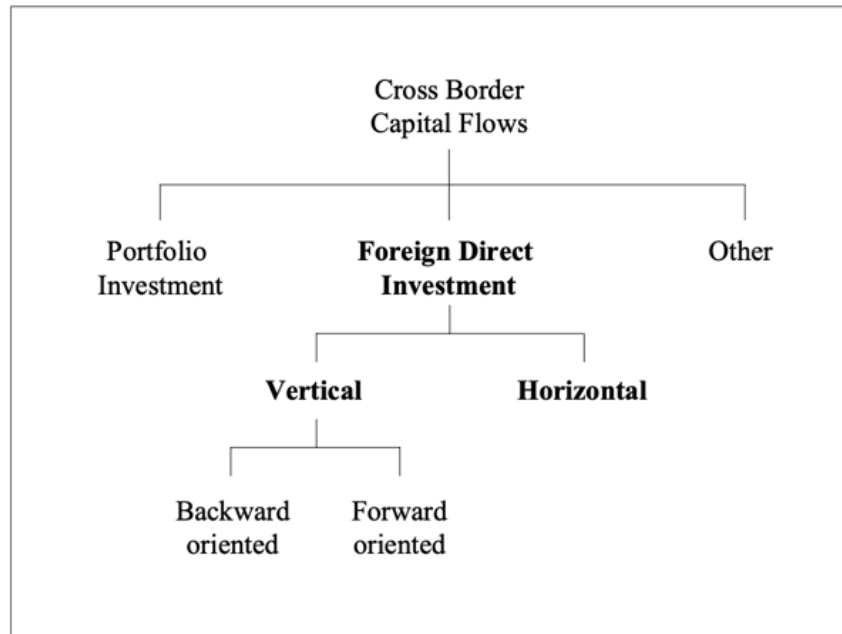 Cross Border
Capital Flows
Portfolio
Investment
Foreign Direct
Investment
Other
Vertical
Horizontal
Backward
oriented
Forward
oriented